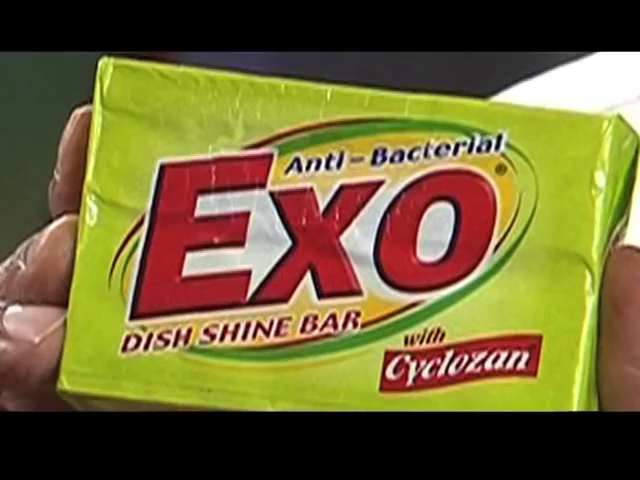 Anti-Bacterial
Exo®
DISH SHINE BAR
with
Cyclozan